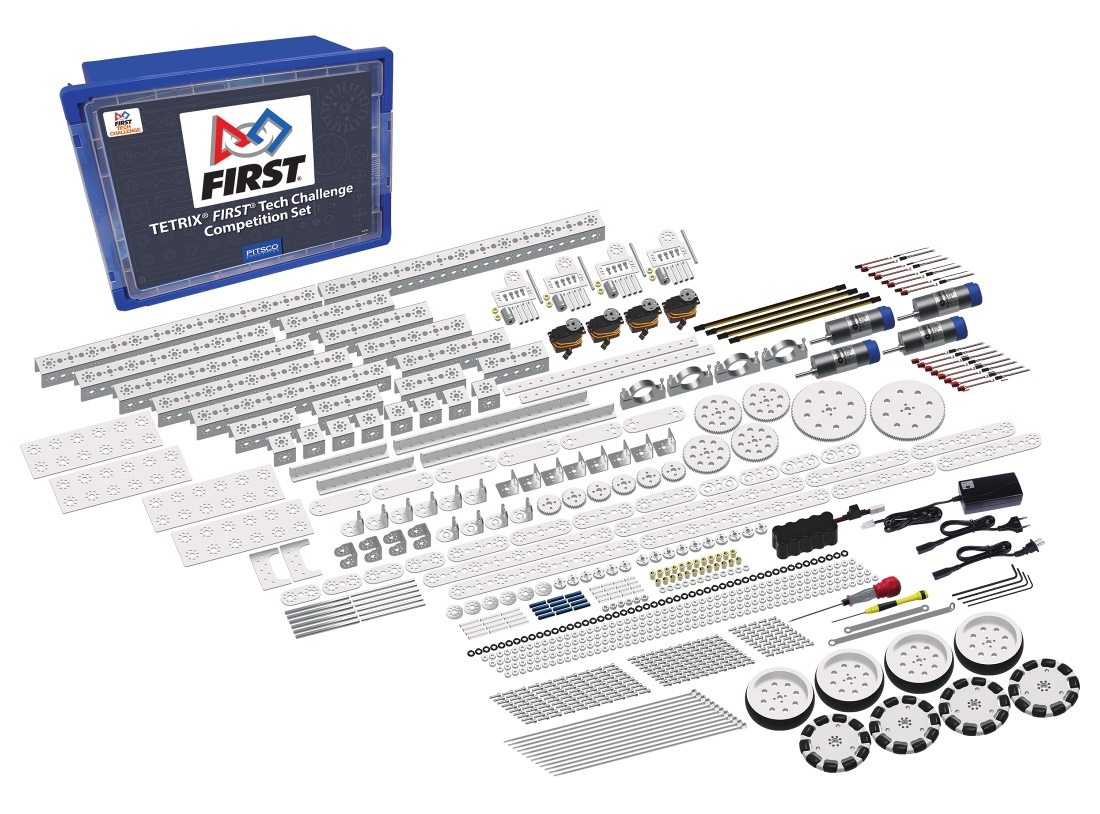 FIRST
TECH
CHALLENGE
FIRST®
TETRIX® FIRST® Tech Challenge
Competition Set
PITSCO